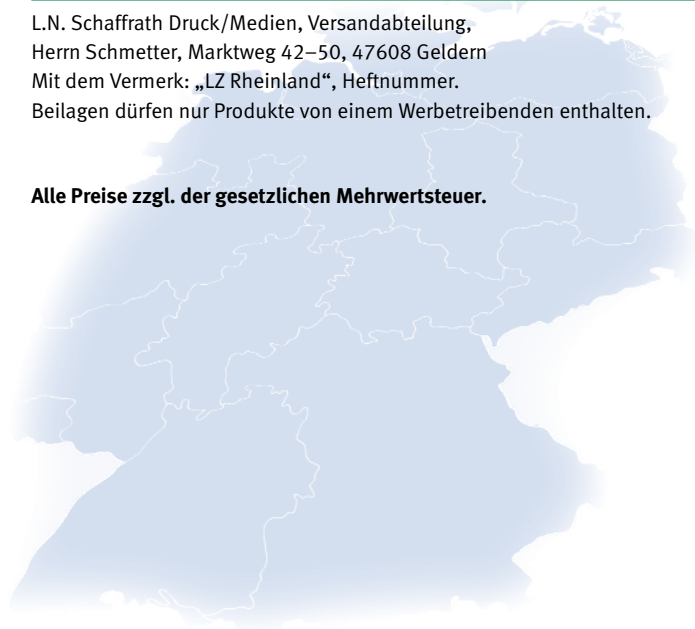 L.N. Schaffrath Druck/Medien, Versandabteilung,
Herrn Schmetter, Marktweg 42–50, 47608 Geldern
Mit dem Vermerk: „LZ Rheinland“, Heftnummer.
Beilagen dürfen nur Produkte von einem Werbetreibenden enthalten.
Alle Preise zzgl. der gesetzlichen Mehrwertsteuer.